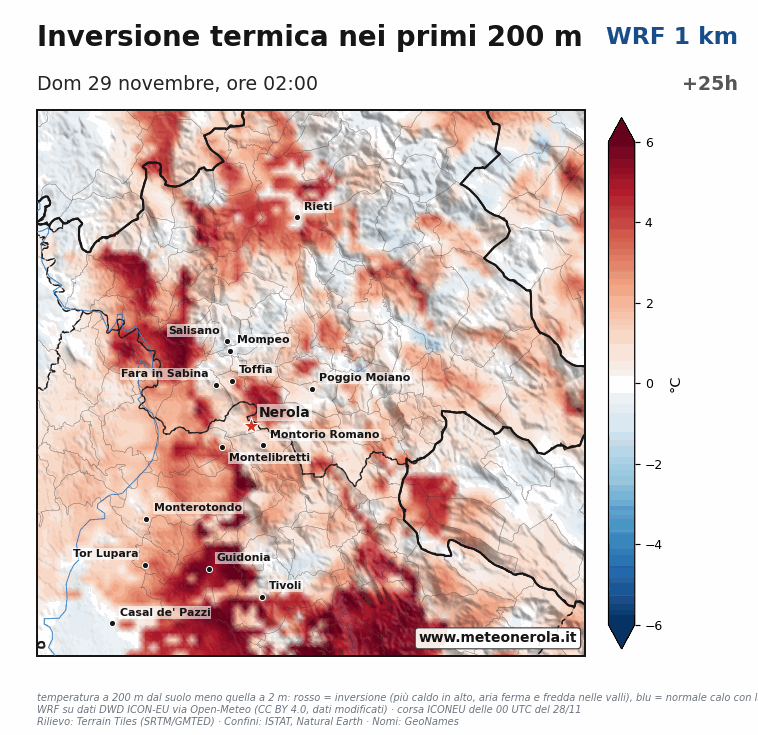 Inversione termica nei primi 200 m WRF 1 km
Dom 29 novembre, ore 02:00 +25h
Rieti
Salisano
Mompeo
Fara in Sabina
Toffia
Poggio Moiano
Nerola
Montorio Romano
Montelibretti
Monterotondo
Tor Lupara
Guidonia
Tivoli
Casal de' Pazzi
www.meteonerola.it
6
4
2
0
−2
−4
−6
°C
temperatura a 200 m dal suolo meno quella a 2 m: rosso = inversione (più caldo in alto, aria ferma e fredda nelle valli), blu = normale calo con l
WRF su dati DWD ICON-EU via Open-Meteo (CC BY 4.0, dati modificati) · corsa ICONEU delle 00 UTC del 28/11
Rilievo: Terrain Tiles (SRTM/GMTED) · Confini: ISTAT, Natural Earth · Nomi: GeoNames